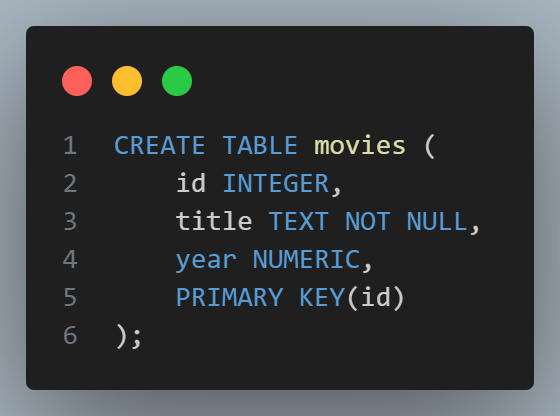 1 CREATE TABLE movies (
2     id INTEGER,
3     title TEXT NOT NULL,
4     year NUMERIC,
5     PRIMARY KEY(id)
6 );